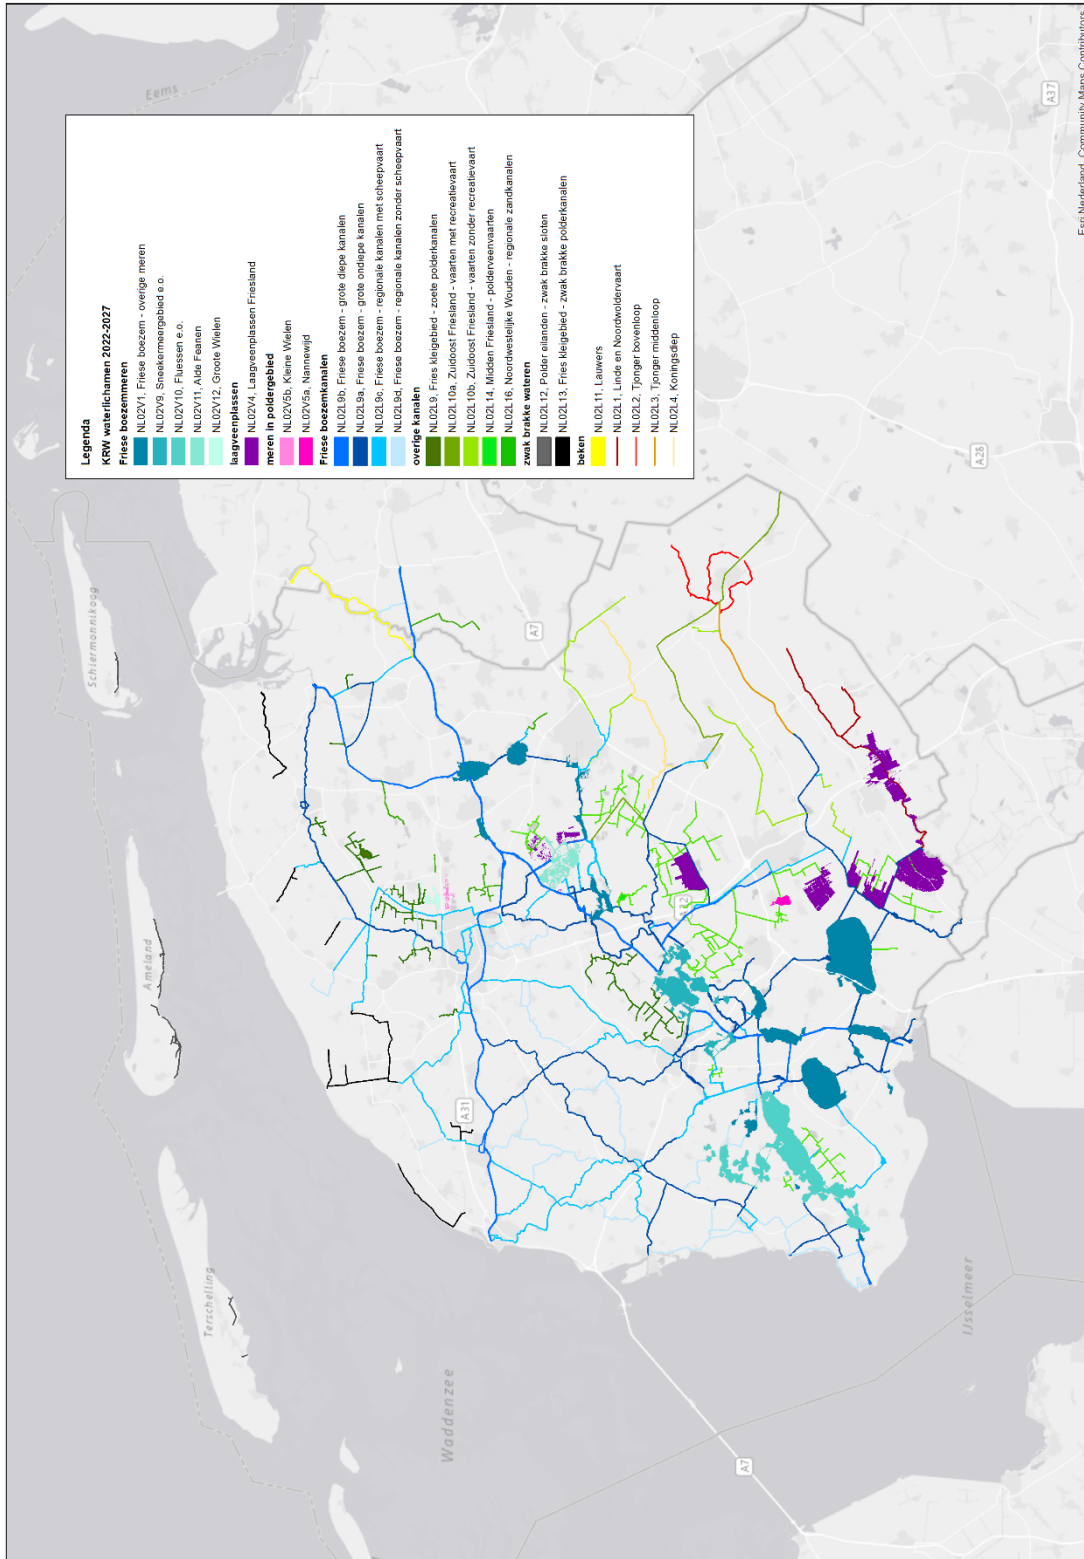 Legenda
KRW waterlichamen 2022-2027
Friese boezemmeren
NL02V1, Friese boezem - overige meren
NL02V9, Sneekermeergebied e.o.
NL02V10, Fluessen e.o.
NL02V11, Alde Feanen
NL02V12, Groote Wielen
laagveenplassen
NL02V4, Laagveenplassen Friesland
meren in poldergebied
NL02V5b, Kleine Wielen
NL02V5a, Nannewijd
Friese boezemkanalen
NL02L9b, Friese boezem - grote diepe kanalen
NL02L9a, Friese boezem - grote ondiepe kanalen
NL02L9c, Friese boezem - regionale kanalen met scheepvaart
NL02L9d, Friese boezem - regionale kanalen zonder scheepvaart
overige kanalen
NL02L9, Fries kleigebied - zoete polderkanalen
NL02L10a, Zuidoost Friesland - vaarten met recreatievaart
NL02L10b, Zuidoost Friesland - vaarten zonder recreatievaart
NL02L14, Midden Friesland - polderveenvaarten
NL02L16, Noordwestelijke Wouden - regionale zandkanalen
zwak brakke wateren
NL02L12, Polder eilanden - zwak brakke sloten
NL02L13, Fries kleigebied - zwak brakke polderkanalen
beken
NL02L11, Lauwers
NL02L1, Linde en Noordwoldervaart
NL02L2, Tjonger bovenloop
NL02L3, Tjonger middenloop
NL02L4, Koningsdiep
Eems
Schiermonnikoog
Ameland
Terschelling
Waddenzee
IJsselmeer
A31
A32
A7
A7
A28
A37
Esri Nederland, Community Maps Contributors